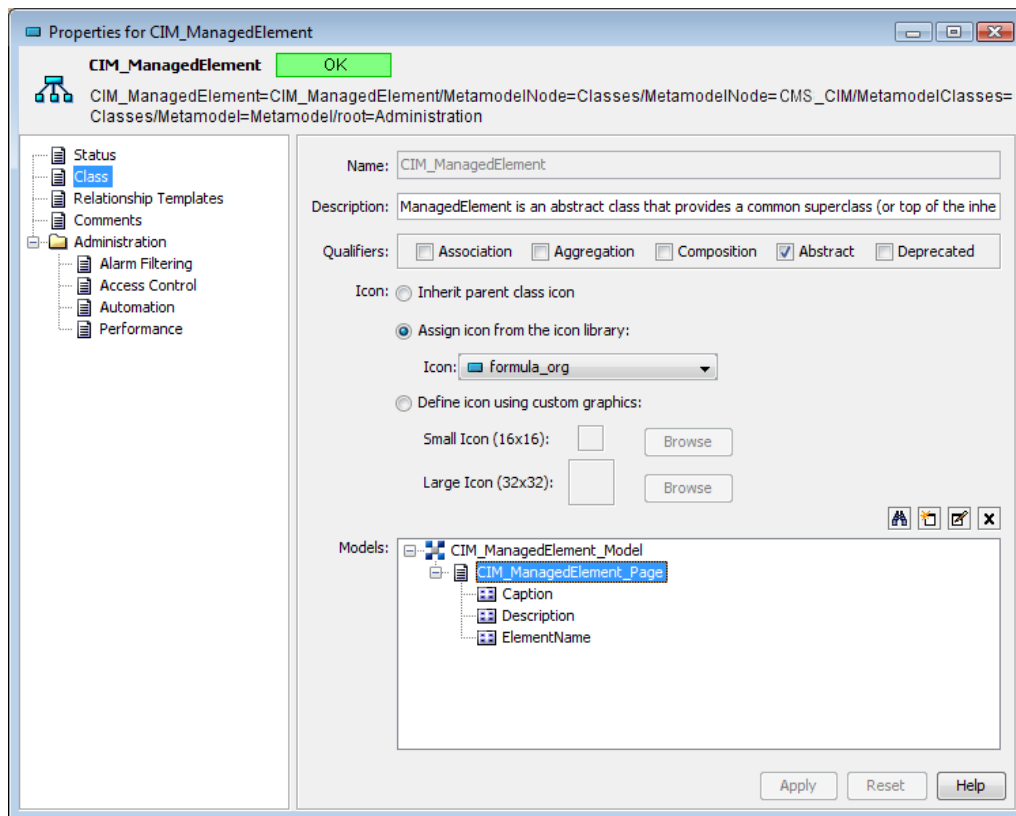 Properties for CIM_ManagedElement
CIM_ManagedElement OK
CIM_ManagedElement=CIM_ManagedElement/MetamodelNode=Classes/MetamodelNode=CMS_CIM/MetamodelClasses=
Classes/Metamodel=Metamodel/root=Administration
Status
Class
Relationship Templates
Comments
Administration
Alarm Filtering
Access Control
Automation
Performance
Name: CIM_ManagedElement
Description: ManagedElement is an abstract class that provides a common superclass (or top of the inhe
Qualifiers: Association Aggregation Composition Abstract Deprecated
Icon: Inherit parent class icon
Assign icon from the icon library:
Icon: formula_org
Define icon using custom graphics:
Small Icon (16x16): Browse
Large Icon (32x32): Browse
Models: CIM_ManagedElement_Model
CIM_ManagedElement_Page
Caption
Description
ElementName
Apply Reset Help